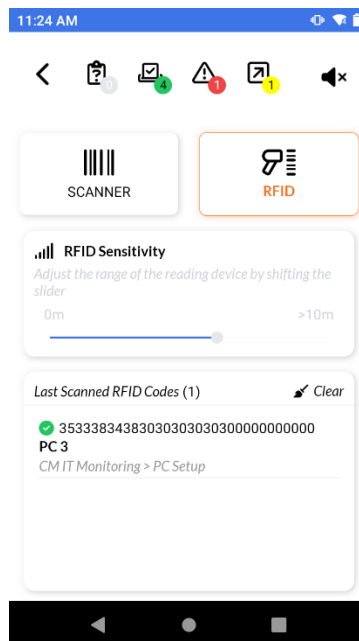 11:24 AM
0
4
1
1
SCANNER
RFID
RFID Sensitivity
Adjust the range of the reading device by shifting the
slider
0m >10m
Last Scanned RFID Codes (1) Clear
353338343830303030300000000000
PC 3
CM IT Monitoring > PC Setup